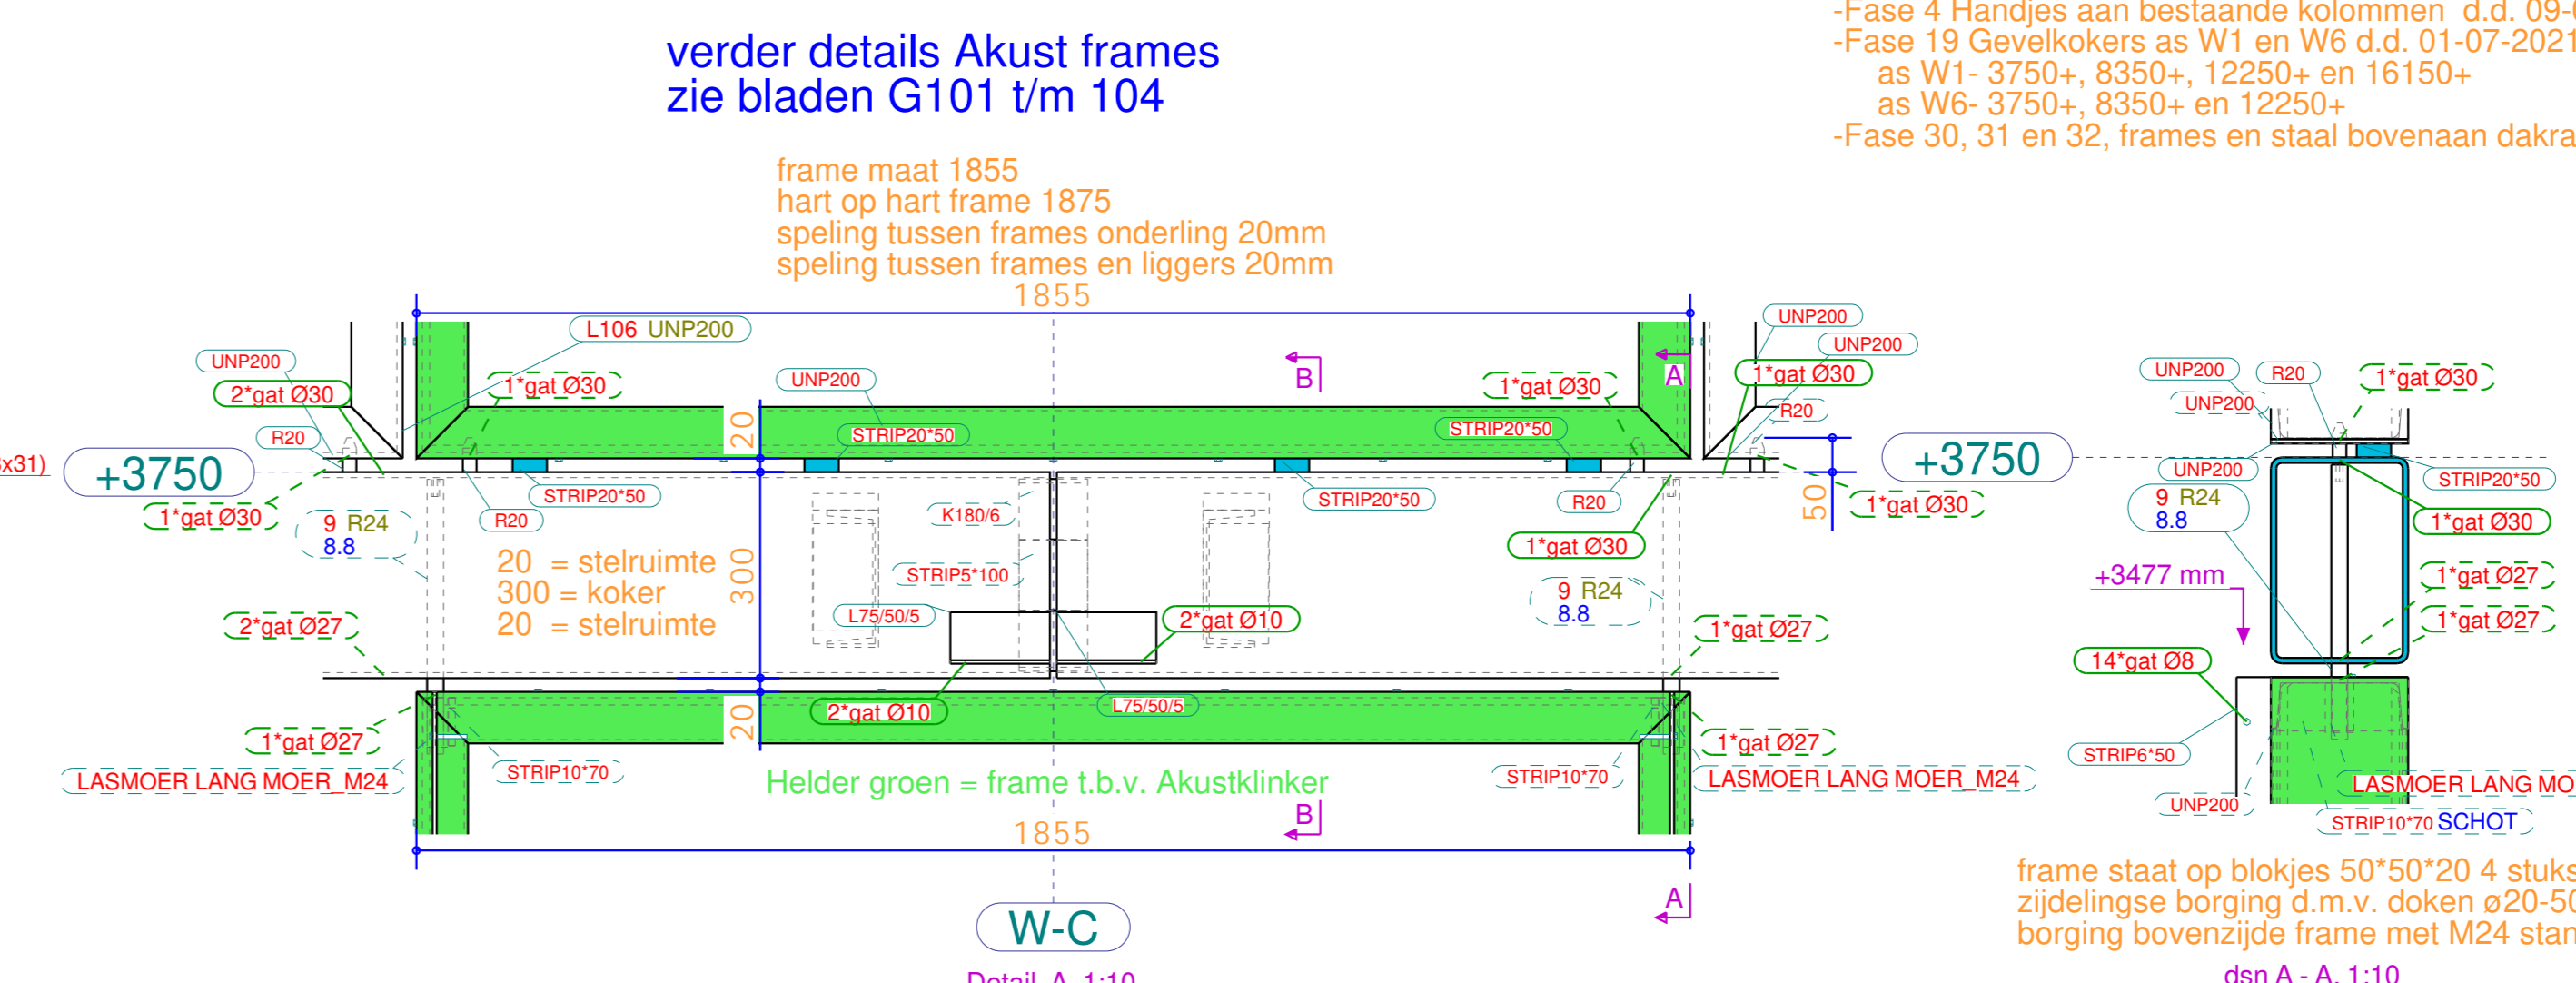 -Fase 4 Handjes aan bestaande kolommen d.d.
-Fase 19 Gevelkokers as W1 en W6 d.d. 01-07-2021
as W1- 3750+, 8350+, 12250+ en 16150+
as W6- 3750+, 8350+ en 12250+
-Fase 30, 31 en 32, frames en staal bovenaan
verder details Akust frames
zie bladen G101 t/m 104
frame maat 1855
hart op hart frame 1875
speling tussen frames onderling 20mm
speling tussen frames en liggers 20mm
1855
L106 UNP200
UNP200
2*gat Ø30
R20
1*gat Ø30
UNP200
B
1*gat Ø30
A
UNP200
UNP200
1*gat Ø30
R20
20
STRIP20*50
STRIP20*50
x31)
+3750
+3750
STRIP20*50
R20
STRIP20*50
R20
50
1*gat Ø30
1*gat Ø30
9 R24
8.8
K180/6
1*gat Ø30
20 = stelruimte
300 = koker
20 = stelruimte
300
STRIP5*100
9 R24
8.8
L75/50/5
2*gat Ø10
2*gat Ø27
1*gat Ø27
2*gat Ø10
L75/50/5
20
1*gat Ø27
1*gat Ø27
LASMOER LANG MOER_M24
STRIP10*70
Helder groen = frame t.b.v. Akustklinker
STRIP10*70
LASMOER LANG MOER_M24
B
1855
A
W-C
Detail A 1:10
UNP200
R20
1*gat Ø30
UNP200
UNP200
STRIP20*50
9 R24
8.8
1*gat Ø30
+3477 mm
1*gat Ø27
1*gat Ø27
14*gat Ø8
STRIP6*50
UNP200
LASMOER LANG
STRIP10*70 SCHOT
frame staat op blokjes 50*50*20 4 stuks
zijdelingse borging d.m.v. doken
borging bovenzijde frame met M24
dsn A - A 1:10